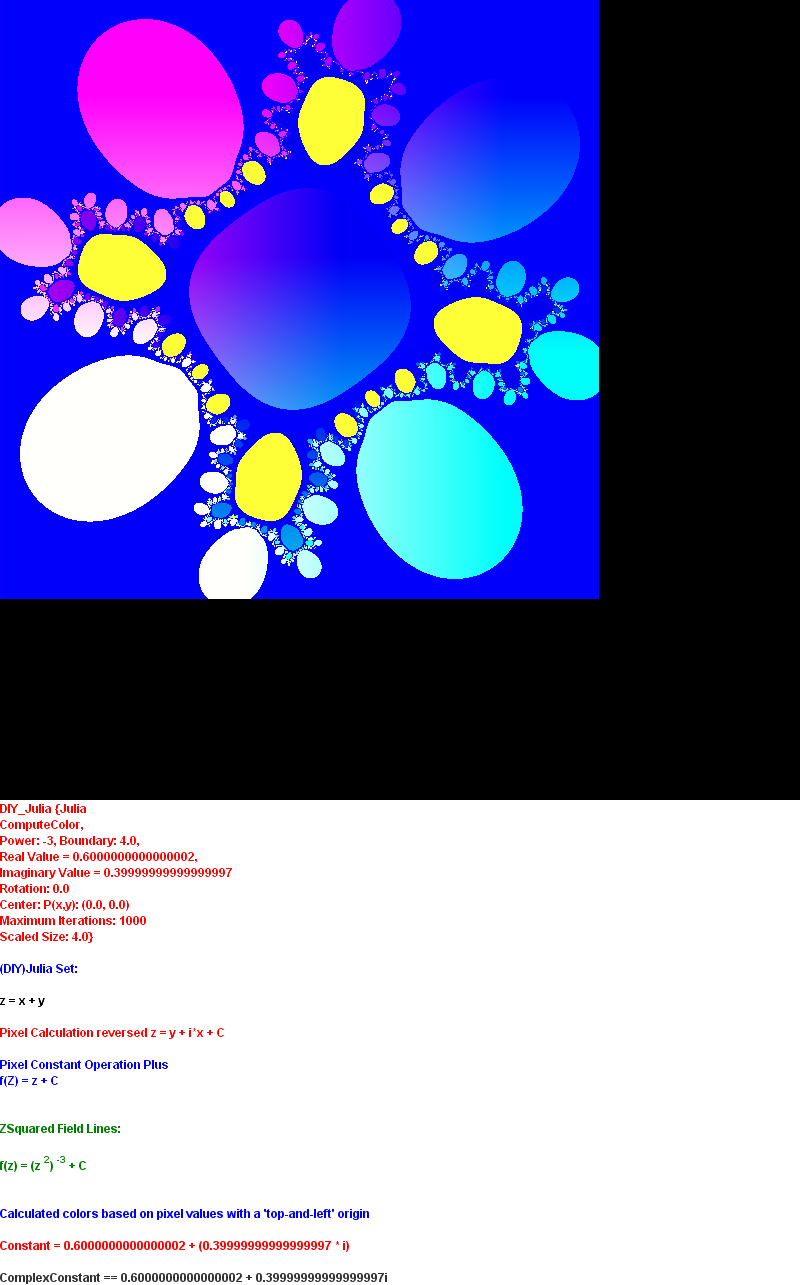 DIY_Julia {Julia
ComputeColor,
Power: -3, Boundary: 4.0,
Real Value = 0.6000000000000002,
Imaginary Value = 0.39999999999999997
Rotation: 0.0
Center: P(x,y): (0.0, 0.0)
Maximum Iterations: 1000
Scaled Size: 4.0}
(DIY)Julia Set:
z = x + y
Pixel Calculation reversed z = y + i*x + C
Pixel Constant Operation Plus
f(Z) = z + C
ZSquared Field Lines:
f(z) = (z ²) ⁻³ + C
Calculated colors based on pixel values with a 'top-and-left' origin
Constant = 0.6000000000000002 + (0.39999999999999997 * i)
ComplexConstant == 0.6000000000000002 + 0.39999999999999997i